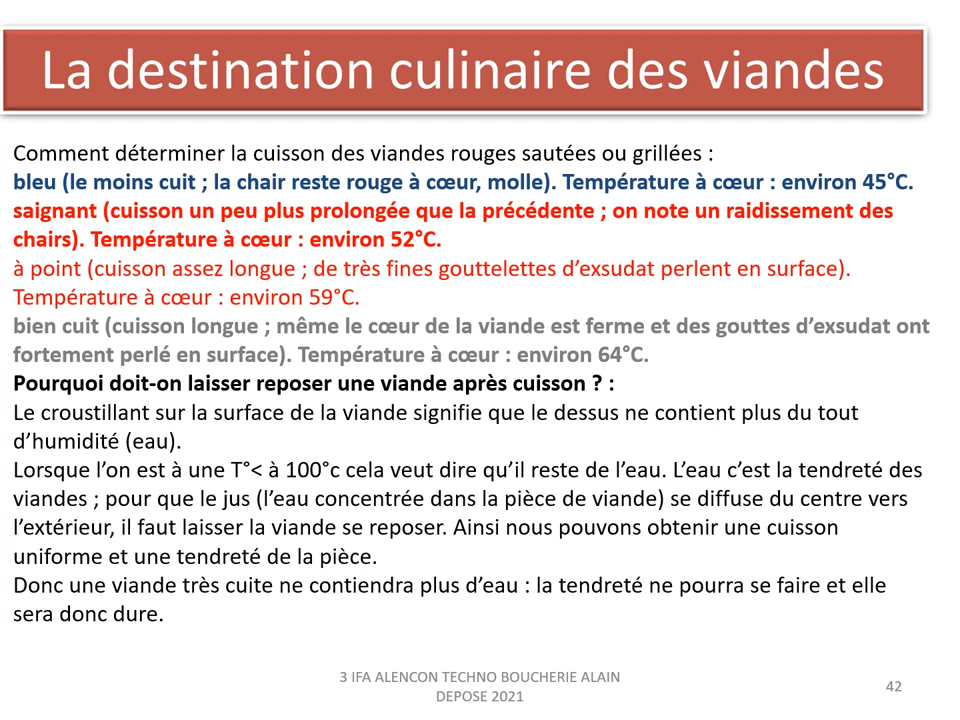 La destination culinaire des viandes
Comment déterminer la cuisson des viandes rouges sautées ou grillées :
bleu (le moins cuit ; la chair reste rouge à cœur, molle). Température à cœur : environ 45°C.
saignant (cuisson un peu plus prolongée que la précédente ; on note un raidissement des
chairs). Température à cœur : environ 52°C.
à point (cuisson assez longue ; de très fines gouttelettes d’exsudat perlent en surface).
Température à cœur : environ 59°C.
bien cuit (cuisson longue ; même le cœur de la viande est ferme et des gouttes d’exsudat ont
fortement perlé en surface). Température à cœur : environ 64°C.
Pourquoi doit-on laisser reposer une viande après cuisson ? :
Le croustillant sur la surface de la viande signifie que le dessus ne contient plus du tout
d’humidité (eau).
Lorsque l’on est à une T°< à 100°c cela veut dire qu’il reste de l’eau. L’eau c’est la tendreté des
viandes ; pour que le jus (l’eau concentrée dans la pièce de viande) se diffuse du centre vers
l’extérieur, il faut laisser la viande se reposer. Ainsi nous pouvons obtenir une cuisson
uniforme et une tendreté de la pièce.
Donc une viande très cuite ne contiendra plus d’eau : la tendreté ne pourra se faire et elle
sera donc dure.
3 IFA ALENCON TECHNO BOUCHERIE ALAIN
DEPOSE 2021
42